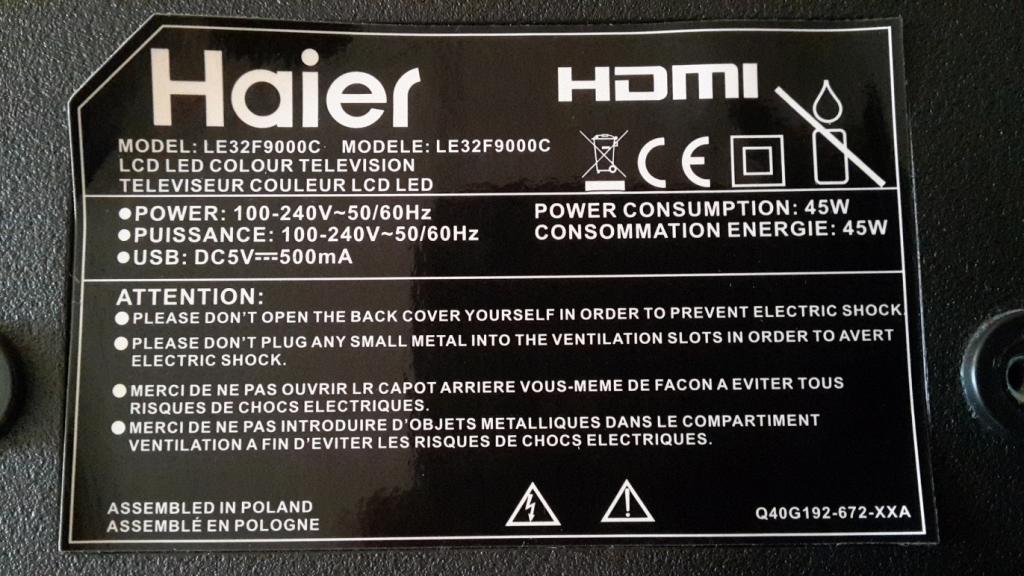 Haier
HDMI
MODEL: LE32F9000C MODELE: LE32F9000C
LCD LED COLOUR TELEVISION
TELEVISEUR COULEUR LCD LED
CE
●POWER: 100-240V~50/60Hz
●PUISSANCE: 100-240V~50/60Hz
●USB: DC5V⎓500mA
POWER CONSUMPTION: 45W
CONSOMMATION ENERGIE: 45W
ATTENTION:
●PLEASE DON'T OPEN THE BACK COVER YOURSELF IN ORDER TO PREVENT ELECTRIC SHOCK.
●PLEASE DON'T PLUG ANY SMALL METAL INTO THE VENTILATION SLOTS IN ORDER TO AVERT
ELECTRIC SHOCK.
●MERCI DE NE PAS OUVRIR LR CAPOT ARRIERE VOUS-MEME DE FACON A EVITER TOUS
RISQUES DE CHOCS ELECTRIQUES.
●MERCI DE NE PAS INTRODUIRE D'OBJETS METALLIQUES DANS LE COMPARTIMENT
VENTILATION A FIN D'EVITER LES RISQUES DE CHOCS ELECTRIQUES.
ASSEMBLED IN POLAND
ASSEMBLÉ EN POLOGNE
Q40G192-672-XXA